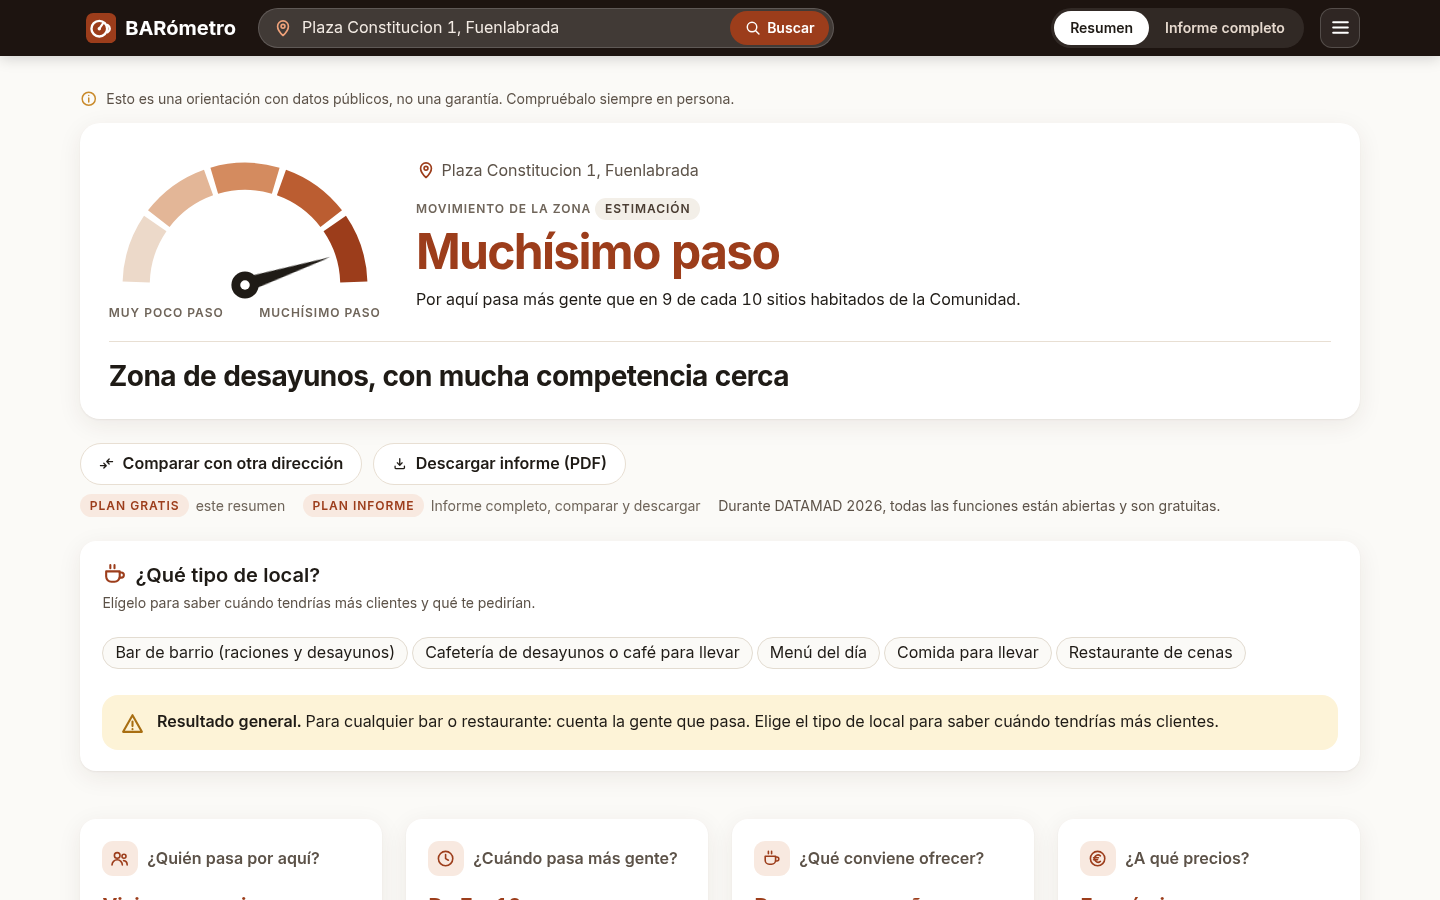 BARómetro
Plaza Constitucion 1, Fuenlabrada
Buscar
Resumen
Informe completo
Esto es una orientación con datos públicos, no una garantía. Compruébalo siempre en persona.
MUY POCO PASO
MUCHÍSIMO PASO
Plaza Constitucion 1, Fuenlabrada
MOVIMIENTO DE LA ZONA ESTIMACIÓN
Muchísimo paso
Por aquí pasa más gente que en 9 de cada 10 sitios habitados de la Comunidad.
Zona de desayunos, con mucha competencia cerca
Comparar con otra dirección
Descargar informe (PDF)
PLAN GRATIS este resumen PLAN INFORME Informe completo, comparar y descargar Durante DATAMAD 2026, todas las funciones están abiertas y son gratuitas.
¿Qué tipo de local?
Elígelo para saber cuándo tendrías más clientes y qué te pedirían.
Bar de barrio (raciones y desayunos)
Cafetería de desayunos o café para llevar
Menú del día
Comida para llevar
Restaurante de cenas
Resultado general. Para cualquier bar o restaurante: cuenta la gente que pasa. Elige el tipo de local para saber cuándo tendrías más clientes.
¿Quién pasa por aquí?
¿Cuándo pasa más gente?
¿Qué conviene ofrecer?
¿A qué precios?